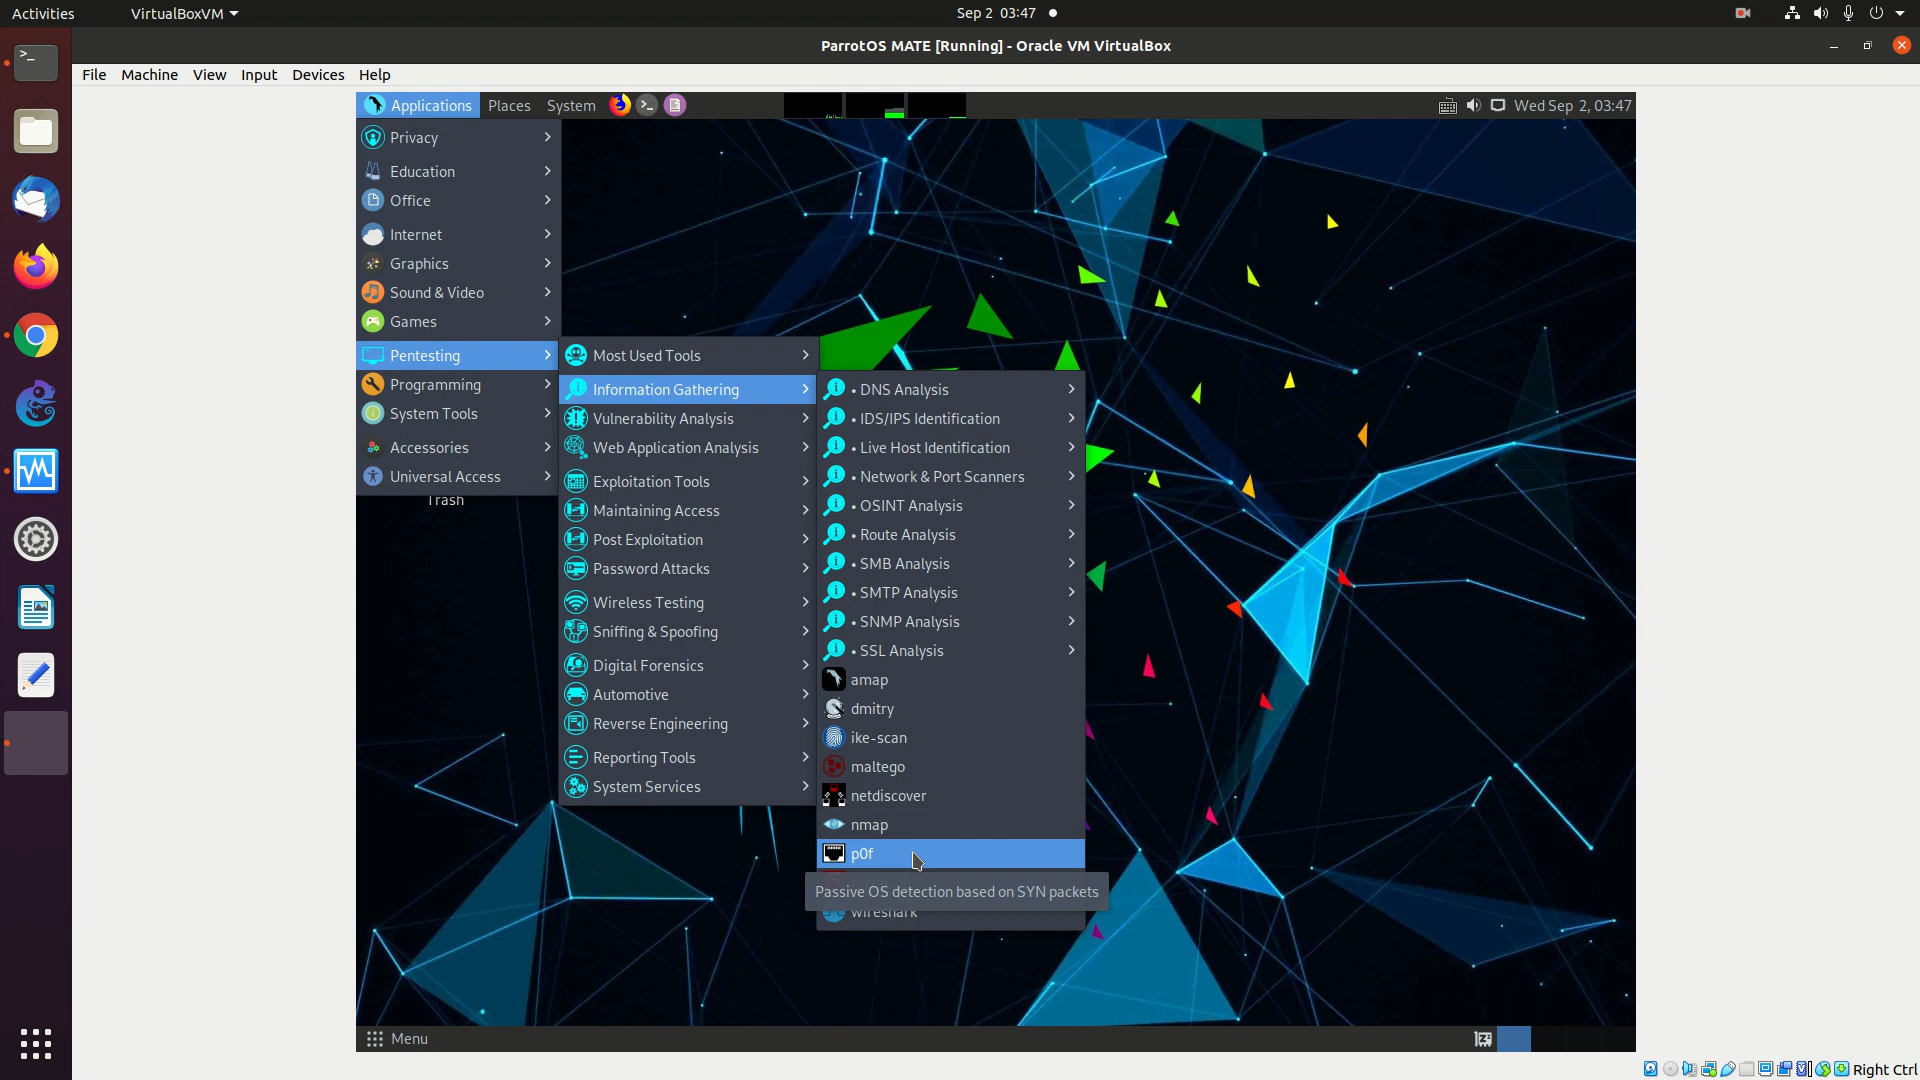 Activities
VirtualBoxVM
Sep 2 03:47
ParrotOS MATE [Running] - Oracle VM VirtualBox
File Machine View Input Devices Help
Applications Places System
Wed Sep 2, 03:47
Privacy
Education
Office
Internet
Graphics
Sound & Video
Games
Pentesting
Programming
System Tools
Accessories
Universal Access
Trash
Most Used Tools
Information Gathering
Vulnerability Analysis
Web Application Analysis
Exploitation Tools
Maintaining Access
Post Exploitation
Password Attacks
Wireless Testing
Sniffing & Spoofing
Digital Forensics
Automotive
Reverse Engineering
Reporting Tools
System Services
• DNS Analysis
• IDS/IPS Identification
• Live Host Identification
• Network & Port Scanners
• OSINT Analysis
• Route Analysis
• SMB Analysis
• SMTP Analysis
• SNMP Analysis
• SSL Analysis
amap
dmitry
ike-scan
maltego
netdiscover
nmap
p0f
Passive OS detection based on SYN packets
wireshark
Menu
Right Ctrl